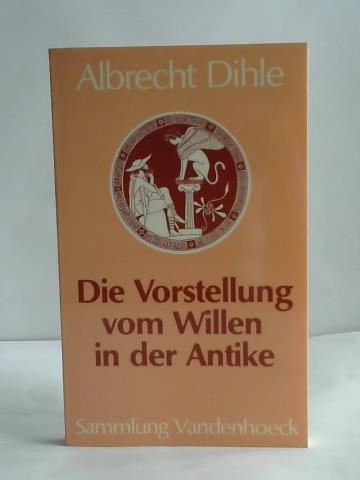 Albrecht Dihle
Die Vorstellung
vom Willen
in der Antike
Sammlung Vandenhoeck